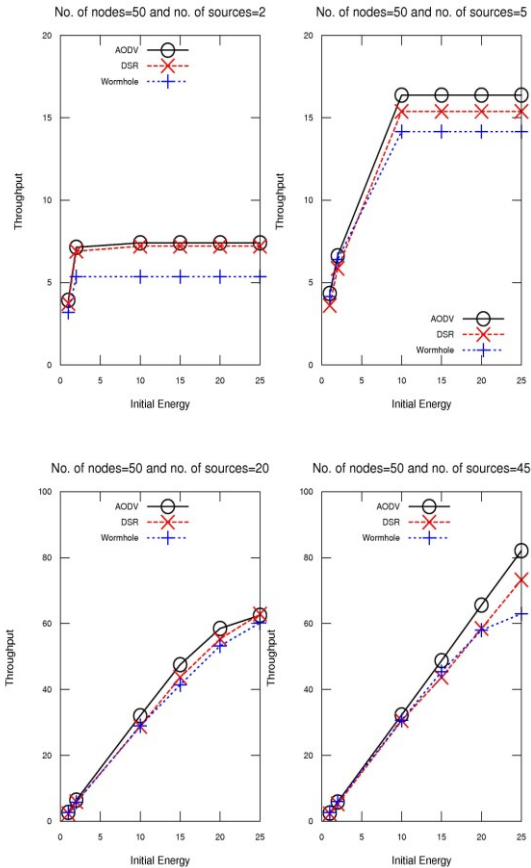 No. of nodes=50 and no. of sources=2
20
15
10
5
0
Throughput
AODV
DSR
Wormhole
0 5 10 15 20 25
Initial Energy
No. of nodes=50 and no. of sources=5
20
15
10
5
0
Throughput
AODV
DSR
Wormhole
0 5 10 15 20 25
Initial Energy
No. of nodes=50 and no. of sources=20
100
80
60
40
20
0
Throughput
AODV
DSR
Wormhole
0 5 10 15 20 25
Initial Energy
No. of nodes=50 and no. of sources=45
100
80
60
40
20
0
Throughput
AODV
DSR
Wormhole
0 5 10 15 20 25
Initial Energy